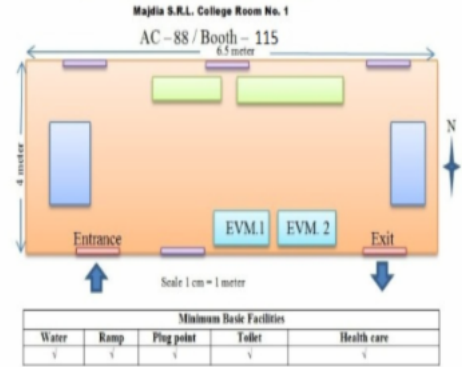 Majdia S.R.L. College Room No. 1
AC – 88 / Booth – 115
6.5 meter
4 meter
N
EVM.1 EVM. 2
Entrance Exit
Scale 1 cm = 1 meter
Minimum Basic Facilities
Water Ramp Plug point Toilet Health care
√ √ √ √ √